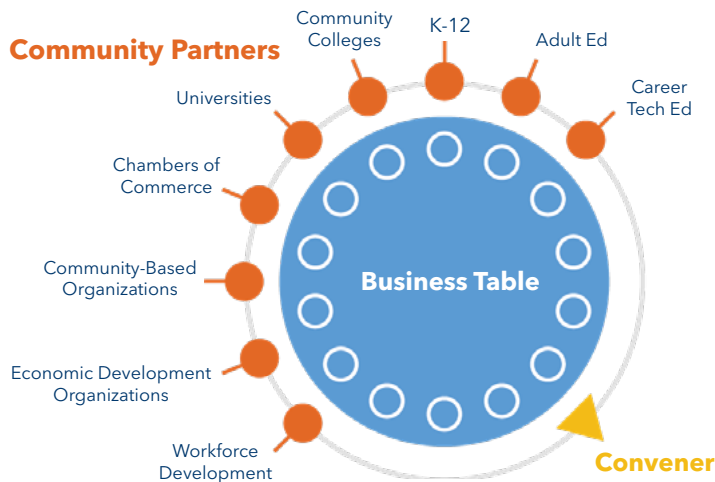 Community Partners
Community
Colleges
K-12
Adult Ed
Career
Tech Ed
Universities
Chambers of
Commerce
Community-Based
Organizations
Economic Development
Organizations
Workforce
Development
Business Table
Convener